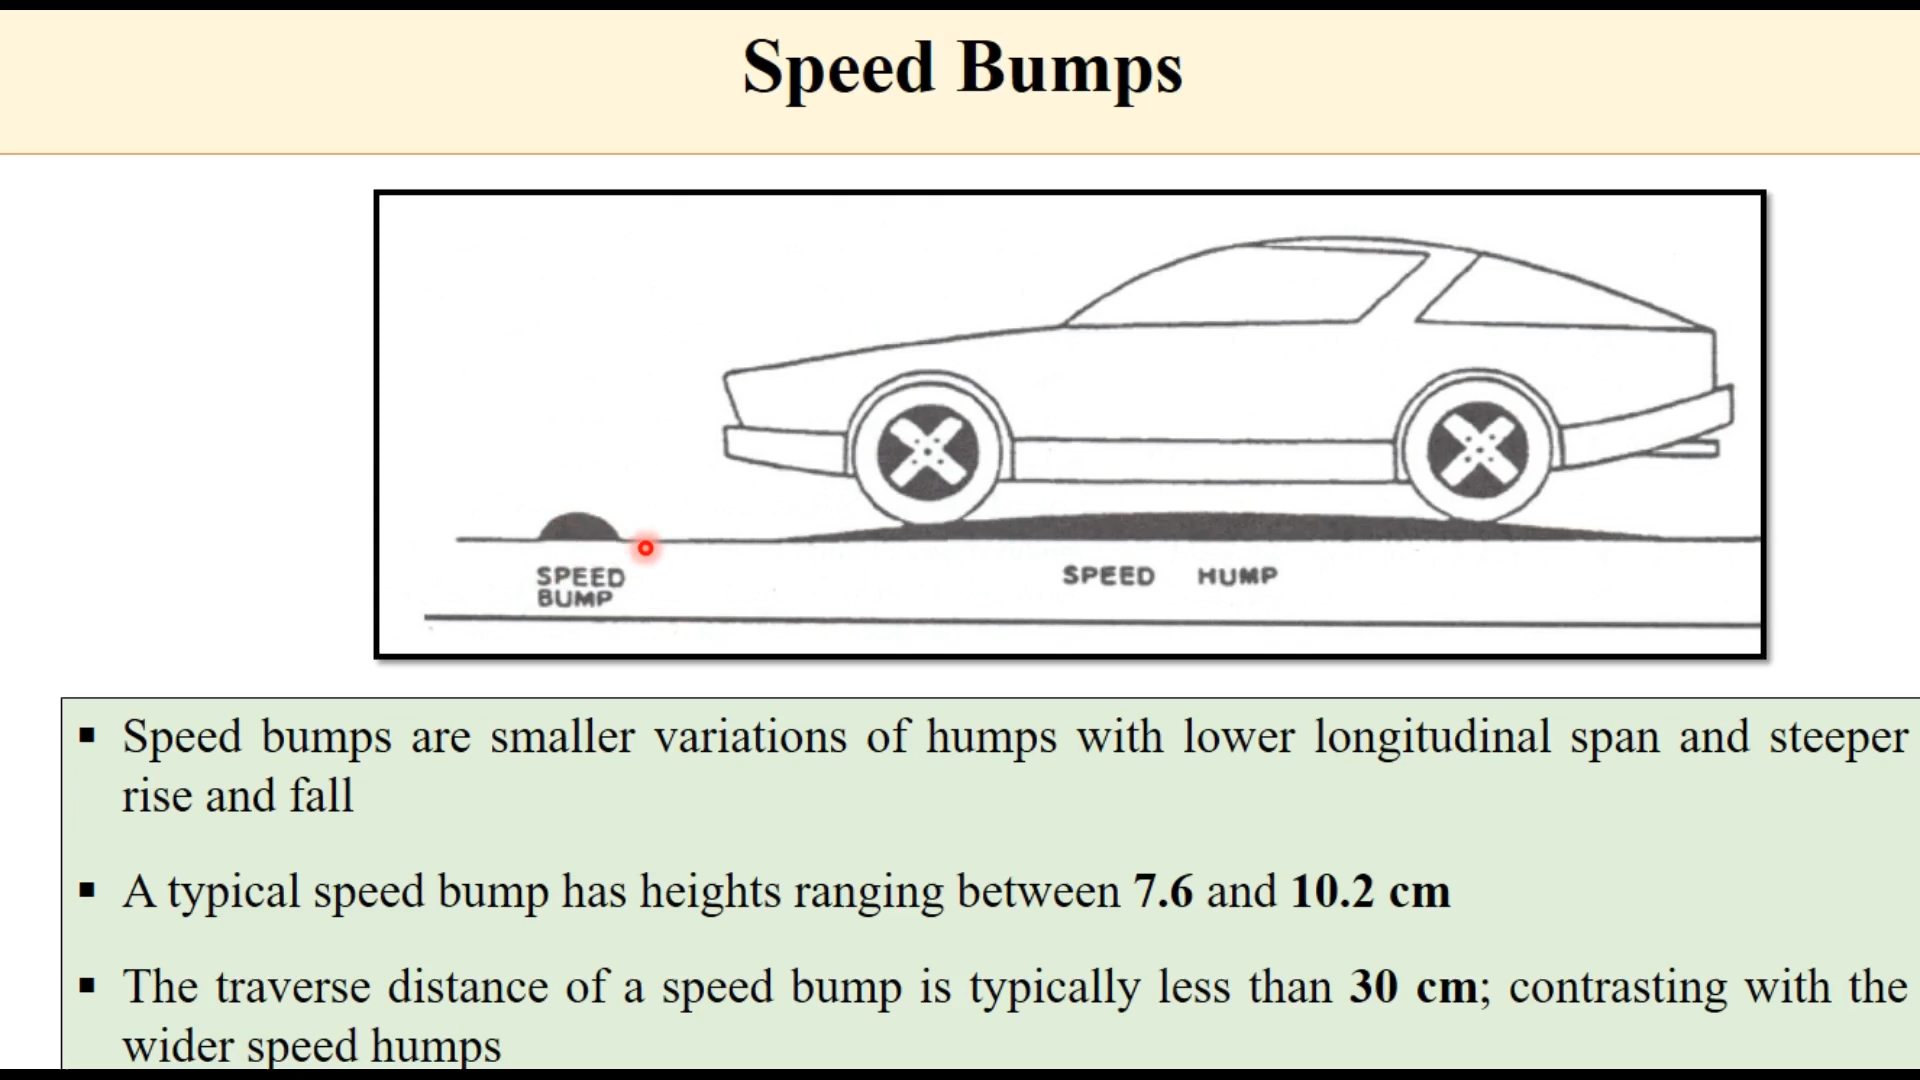 Speed Bumps
SPEED
BUMP
SPEED HUMP
▪ Speed bumps are smaller variations of humps with lower longitudinal span and steeper
rise and fall
▪ A typical speed bump has heights ranging between 7.6 and 10.2 cm
▪ The traverse distance of a speed bump is typically less than 30 cm; contrasting with the
wider speed humps